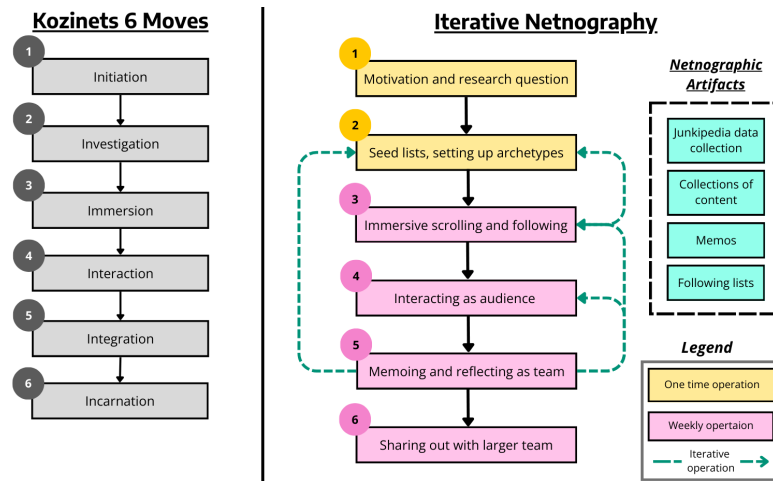 Kozinets 6 Moves
1
Initiation
2
Investigation
3
Immersion
4
Interaction
5
Integration
6
Incarnation
Iterative Netnography
1
Motivation and research question
2
Seed lists, setting up archetypes
3
Immersive scrolling and following
4
Interacting as audience
5
Memoing and reflecting as team
6
Sharing out with larger team
Netnographic
Artifacts
Junkipedia data
collection
Collections of
content
Memos
Following lists
Legend
One time operation
Weekly opertaion
Iterative
operation